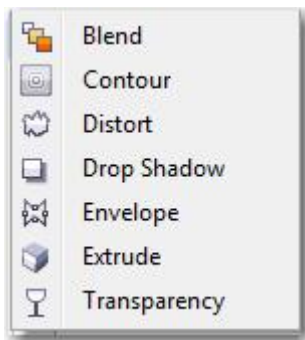 Blend
Contour
Distort
Drop Shadow
Envelope
Extrude
Transparency